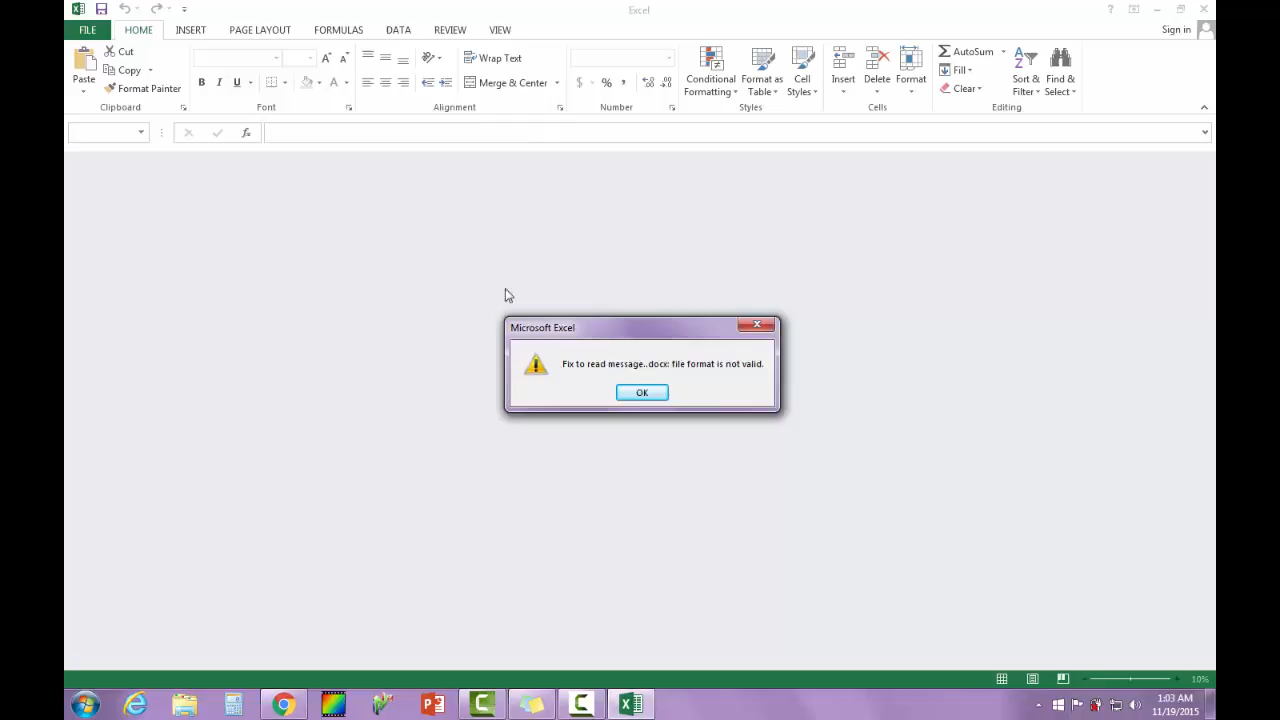 Excel
FILE HOME INSERT PAGE LAYOUT FORMULAS DATA REVIEW VIEW Sign in
Paste
Cut
Copy
Format Painter
Clipboard
B I U A A A
Font
Wrap Text
Merge & Center
Alignment
$ % ,
Number
Conditional Formatting
Format as Table
Cell Styles
Styles
Insert Delete Format
Cells
AutoSum
Fill
Clear
Sort & Filter
Find & Select
Editing
fx
Microsoft Excel
Fix to read message..docx: file format is not valid.
OK
10%
1:03 AM
11/19/2015